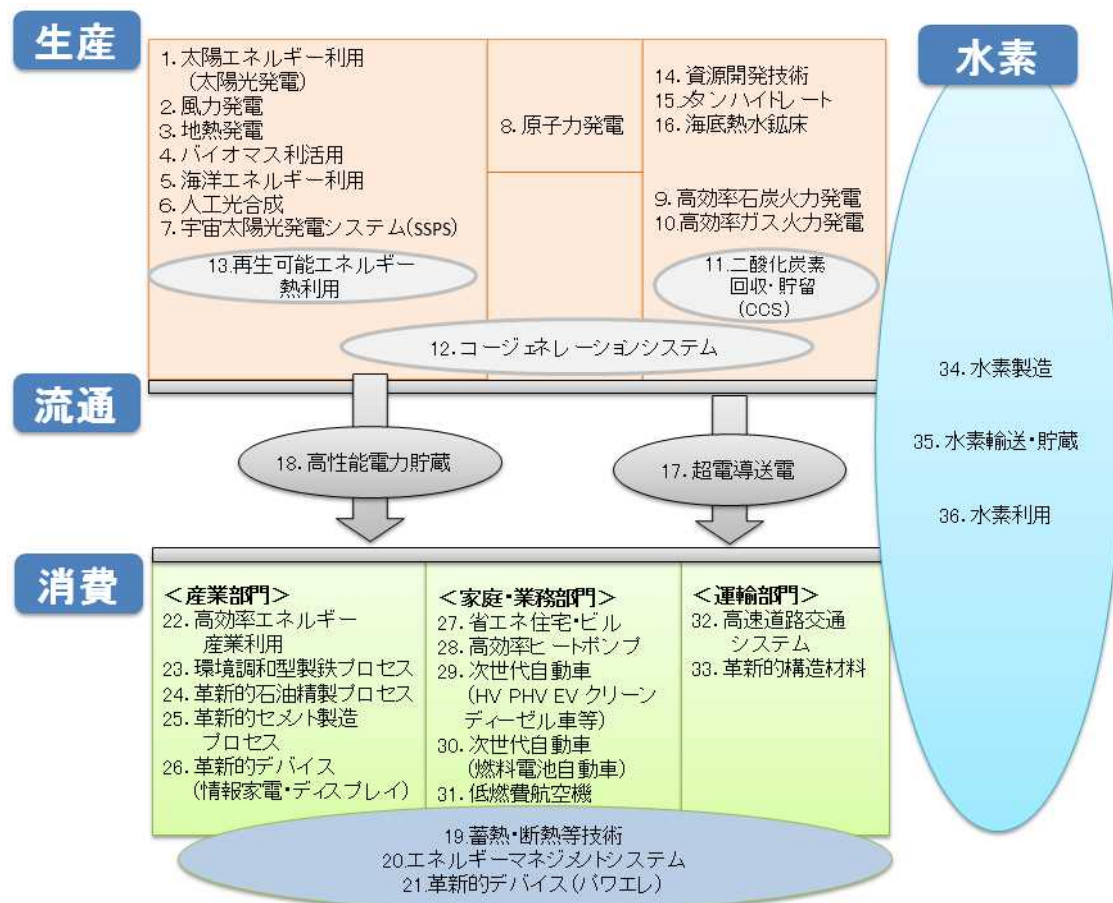 生産
1. 太陽エネルギー利用
(太陽光発電)
2. 風力発電
3. 地熱発電
4. バイオマス利活用
5. 海洋エネルギー利用
6. 人工光合成
7. 宇宙太陽光発電システム(SSPS)
13. 再生可能エネルギー
熱利用
8. 原子力発電
14. 資源開発技術
15. メタンハイドレート
16. 海底熱水鉱床
9. 高効率石炭火力発電
10. 高効率ガス火力発電
11. 二酸化炭素
回収・貯留
(CCS)
12. コージェネレーションシステム
流通
18. 高性能電力貯蔵
17. 超電導送電
消費
<産業部門>
22. 高効率エネルギー
産業利用
23. 環境調和型製鉄プロセス
24. 革新的石油精製プロセス
25. 革新的セメント製造
プロセス
26. 革新的デバイス
(情報家電・ディスプレイ)
<家庭・業務部門>
27. 省エネ住宅・ビル
28. 高効率ヒートポンプ
29. 次世代自動車
(HV PHV EV クリーン
ディーゼル車等)
30. 次世代自動車
(燃料電池自動車)
31. 低燃費航空機
<運輸部門>
32. 高速道路交通
システム
33. 革新的構造材料
19. 蓄熱・断熱等技術
20. エネルギーマネジメントシステム
21. 革新的デバイス(パワエレ)
水素
34. 水素製造
35. 水素輸送・貯蔵
36. 水素利用